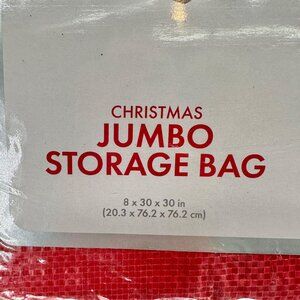 CHRISTMAS
JUMBO
STORAGE BAG
8 x 30 x 30 in
(20.3 x 76.2 x 76.2 cm)